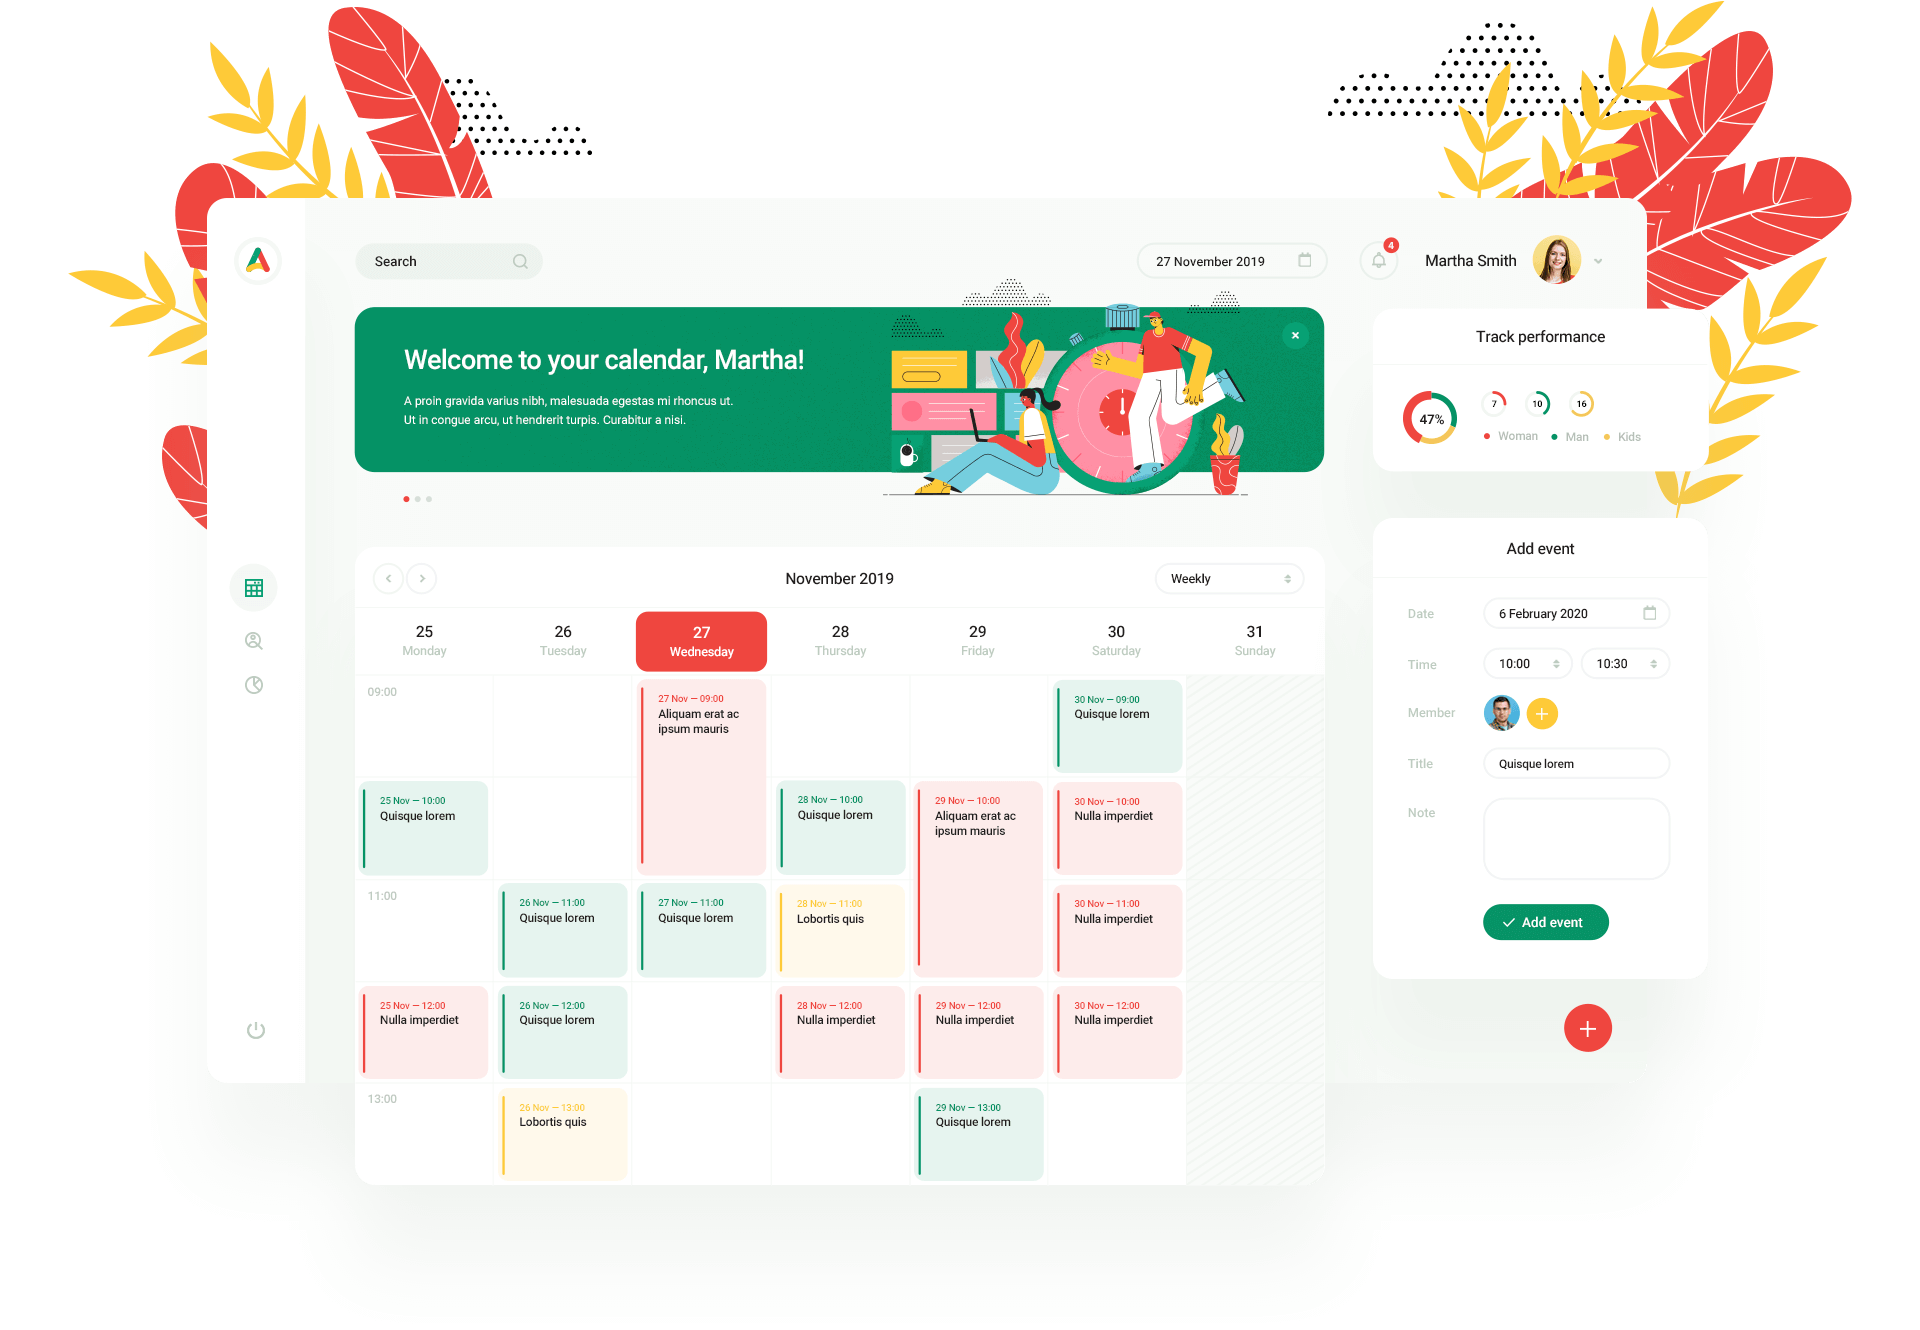 Search
27 November 2019
4
Martha Smith
Welcome to your calendar, Martha!
A proin gravida varius nibh, malesuada egestas mi rhoncus ut.
Ut in congue arcu, ut hendrerit turpis. Curabitur a nisi.
Track performance
47%
7
10
16
Woman
Man
Kids
November 2019
Weekly
25
Monday
26
Tuesday
27
Wednesday
28
Thursday
29
Friday
30
Saturday
31
Sunday
09:00
27 Nov — 09:00
Aliquam erat ac
ipsum mauris
30 Nov — 09:00
Quisque lorem
25 Nov — 10:00
Quisque lorem
28 Nov — 10:00
Quisque lorem
29 Nov — 10:00
Aliquam erat ac
ipsum mauris
30 Nov — 10:00
Nulla imperdiet
11:00
26 Nov — 11:00
Quisque lorem
27 Nov — 11:00
Quisque lorem
28 Nov — 11:00
Lobortis quis
30 Nov — 11:00
Nulla imperdiet
25 Nov — 12:00
Nulla imperdiet
26 Nov — 12:00
Quisque lorem
28 Nov — 12:00
Nulla imperdiet
29 Nov — 12:00
Nulla imperdiet
30 Nov — 12:00
Nulla imperdiet
13:00
26 Nov — 13:00
Lobortis quis
29 Nov — 13:00
Quisque lorem
Add event
Date
6 February 2020
Time
10:00
10:30
Member
Title
Quisque lorem
Note
Add event